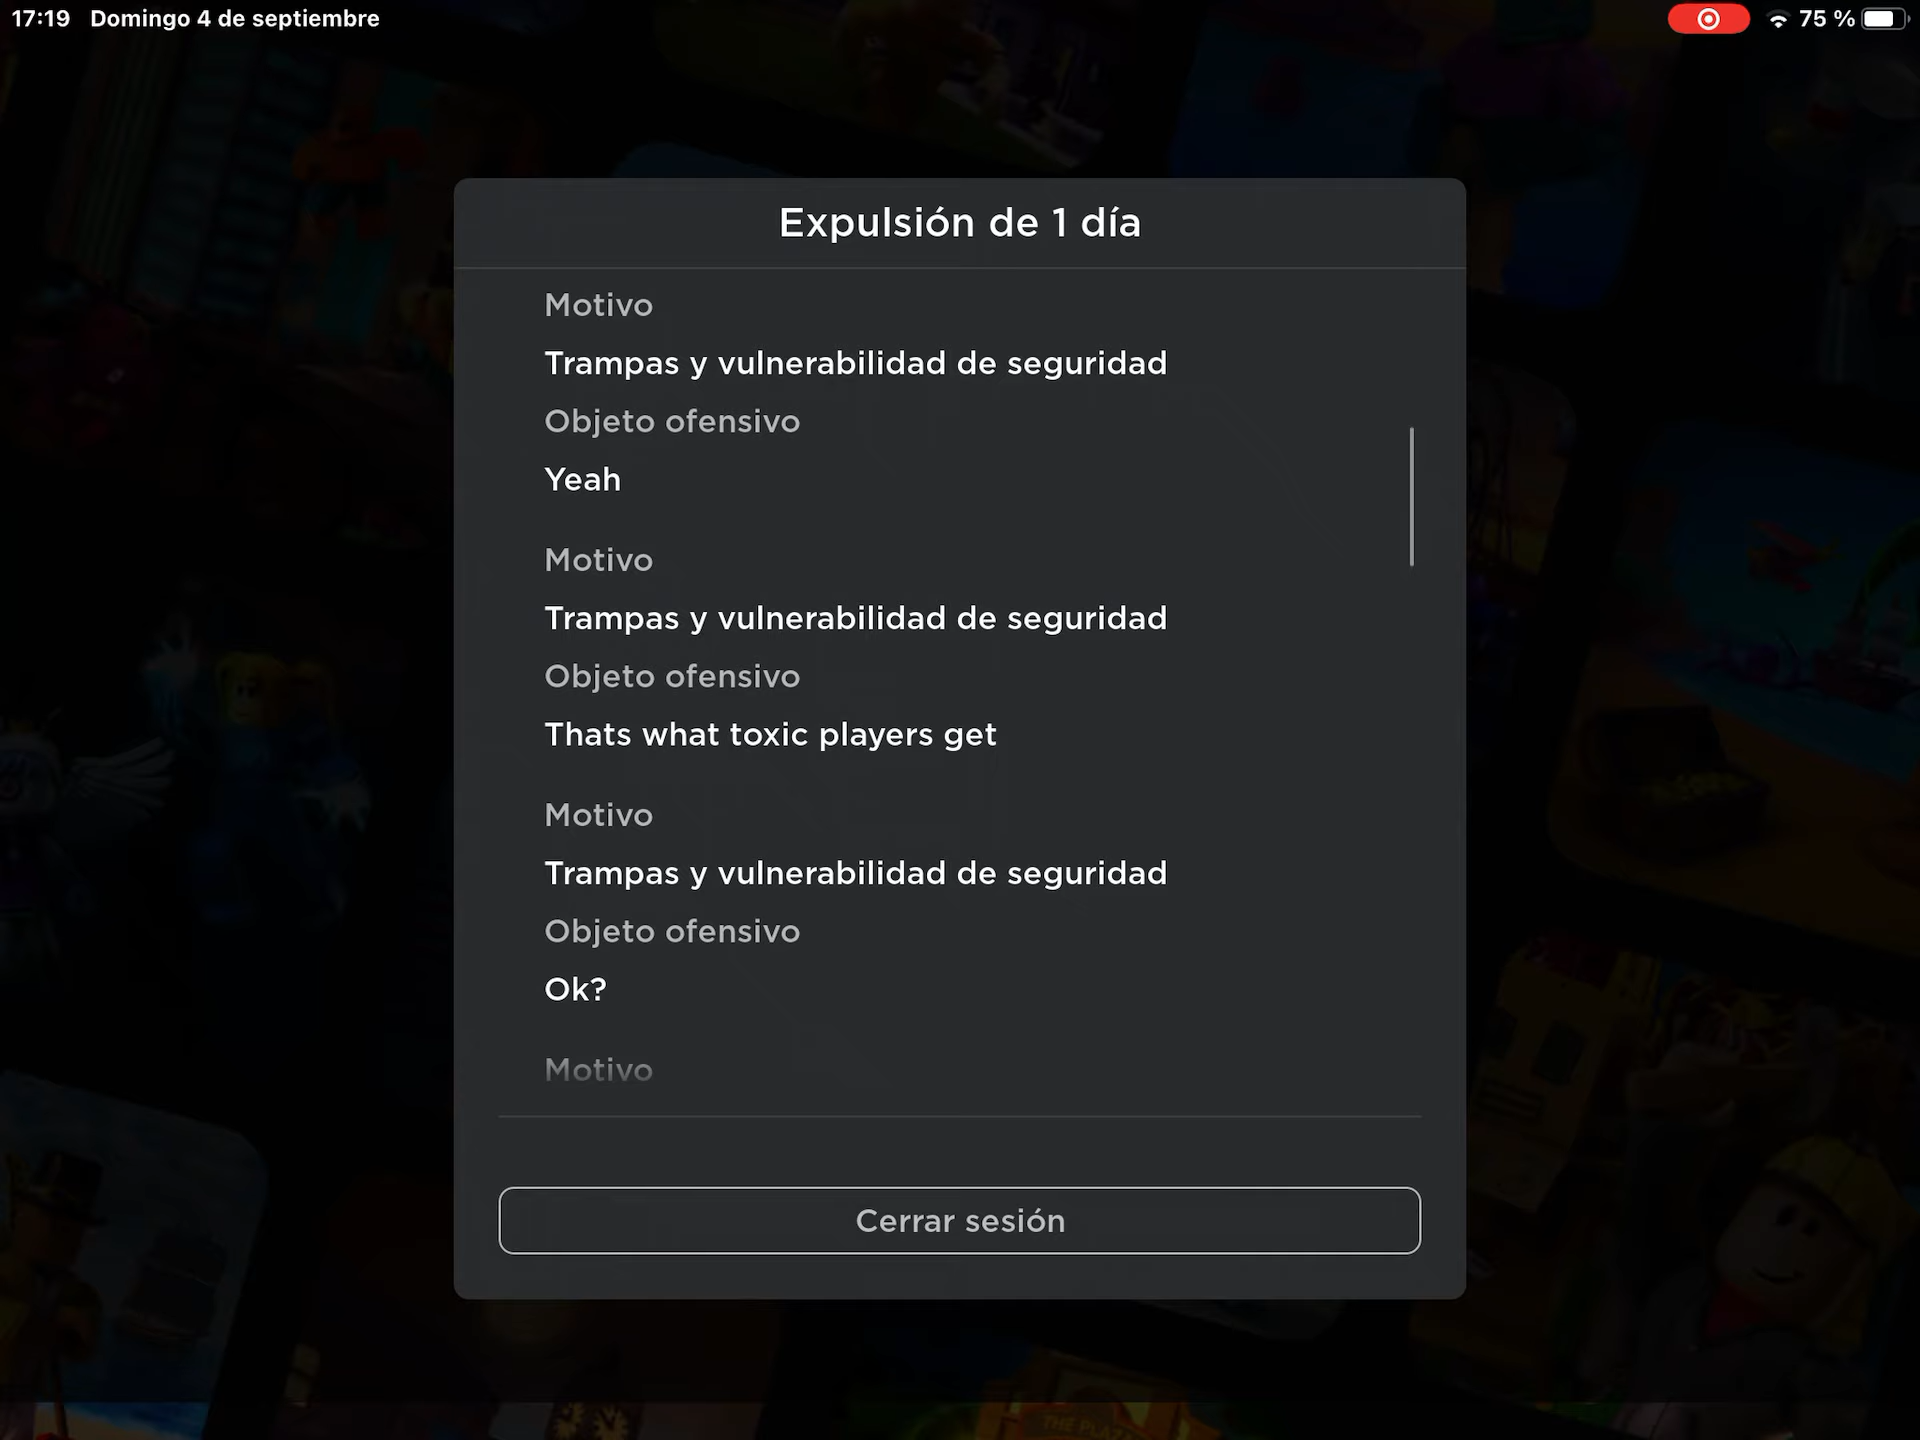 17:19 Domingo 4 de septiembre 75 %
Expulsión de 1 día
Motivo
Trampas y vulnerabilidad de seguridad
Objeto ofensivo
Yeah
Motivo
Trampas y vulnerabilidad de seguridad
Objeto ofensivo
Thats what toxic players get
Motivo
Trampas y vulnerabilidad de seguridad
Objeto ofensivo
Ok?
Motivo
Cerrar sesión